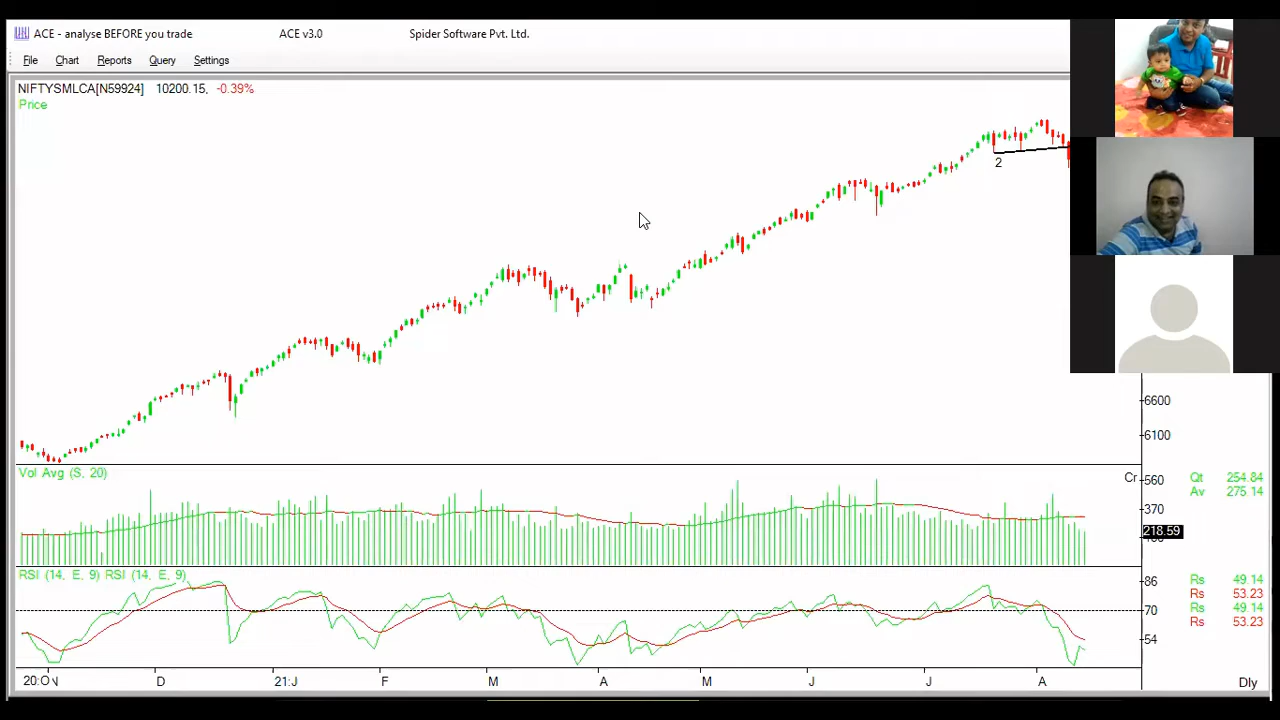 ACE - analyse BEFORE you trade ACE v3.0 Spider Software Pvt. Ltd.
File Chart Reports Query Settings
NIFTYSMLCA[N59924] 10200.15, -0.39%
Price
2
6600
6100
Vol Avg (S, 20)
Cr 560
Qt 254.84
Av 275.14
370
218.59
RSI (14, E, 9) RSI (14, E, 9)
86
Rs 49.14
Rs 53.23
70
Rs 49.14
Rs 53.23
54
20:O N D 21:J F M A M J J A Dly